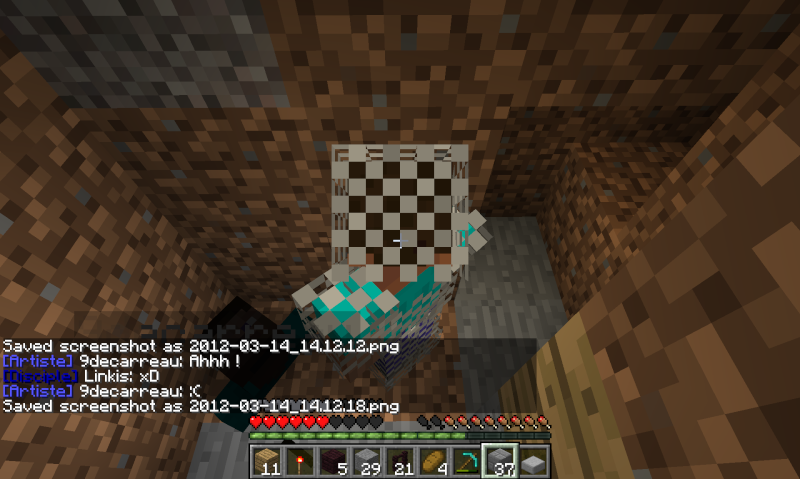 Saved screenshot as 2012-03-14_14.12.12.png
[Artiste] 9decarreau: Ahhh !
[Disciple] Linkis: xD
[Artiste] 9decarreau: :C
Saved screenshot as 2012-03-14_14.12.18.png
11 5 29 21 4 37